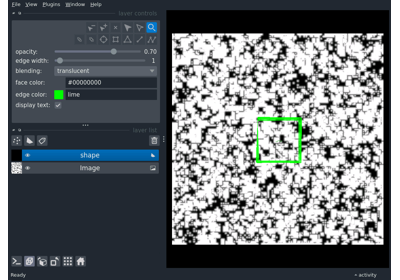 File View Plugins Window Help
layer controls
opacity: 0.70
edge width: 1
blending: translucent
face color: #00000000
edge color: lime
display text:
layer list
shape
Image
Ready
activity